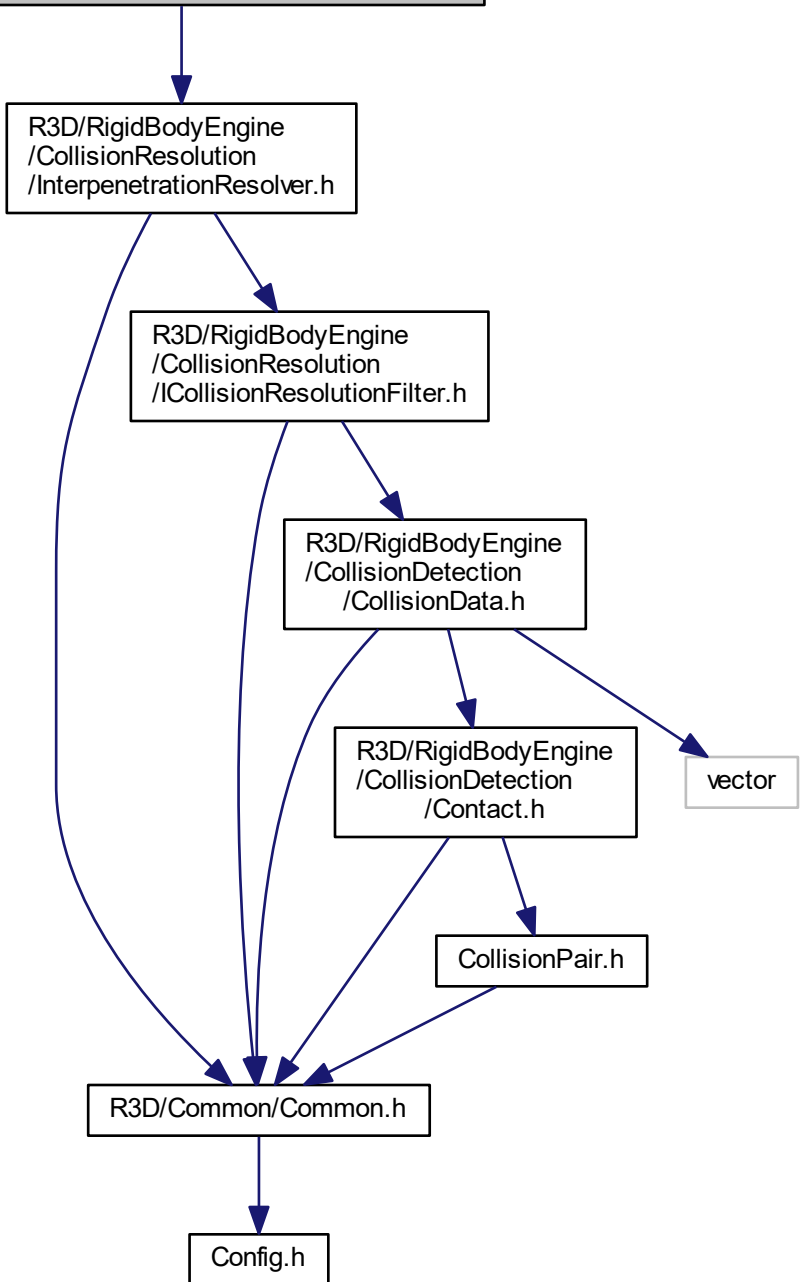 R3D/RigidBodyEngine
/CollisionResolution
/InterpenetrationResolver.h
R3D/RigidBodyEngine
/CollisionResolution
/ICollisionResolutionFilter.h
R3D/RigidBodyEngine
/CollisionDetection
/CollisionData.h
R3D/RigidBodyEngine
/CollisionDetection
/Contact.h
vector
CollisionPair.h
R3D/Common/Common.h
Config.h